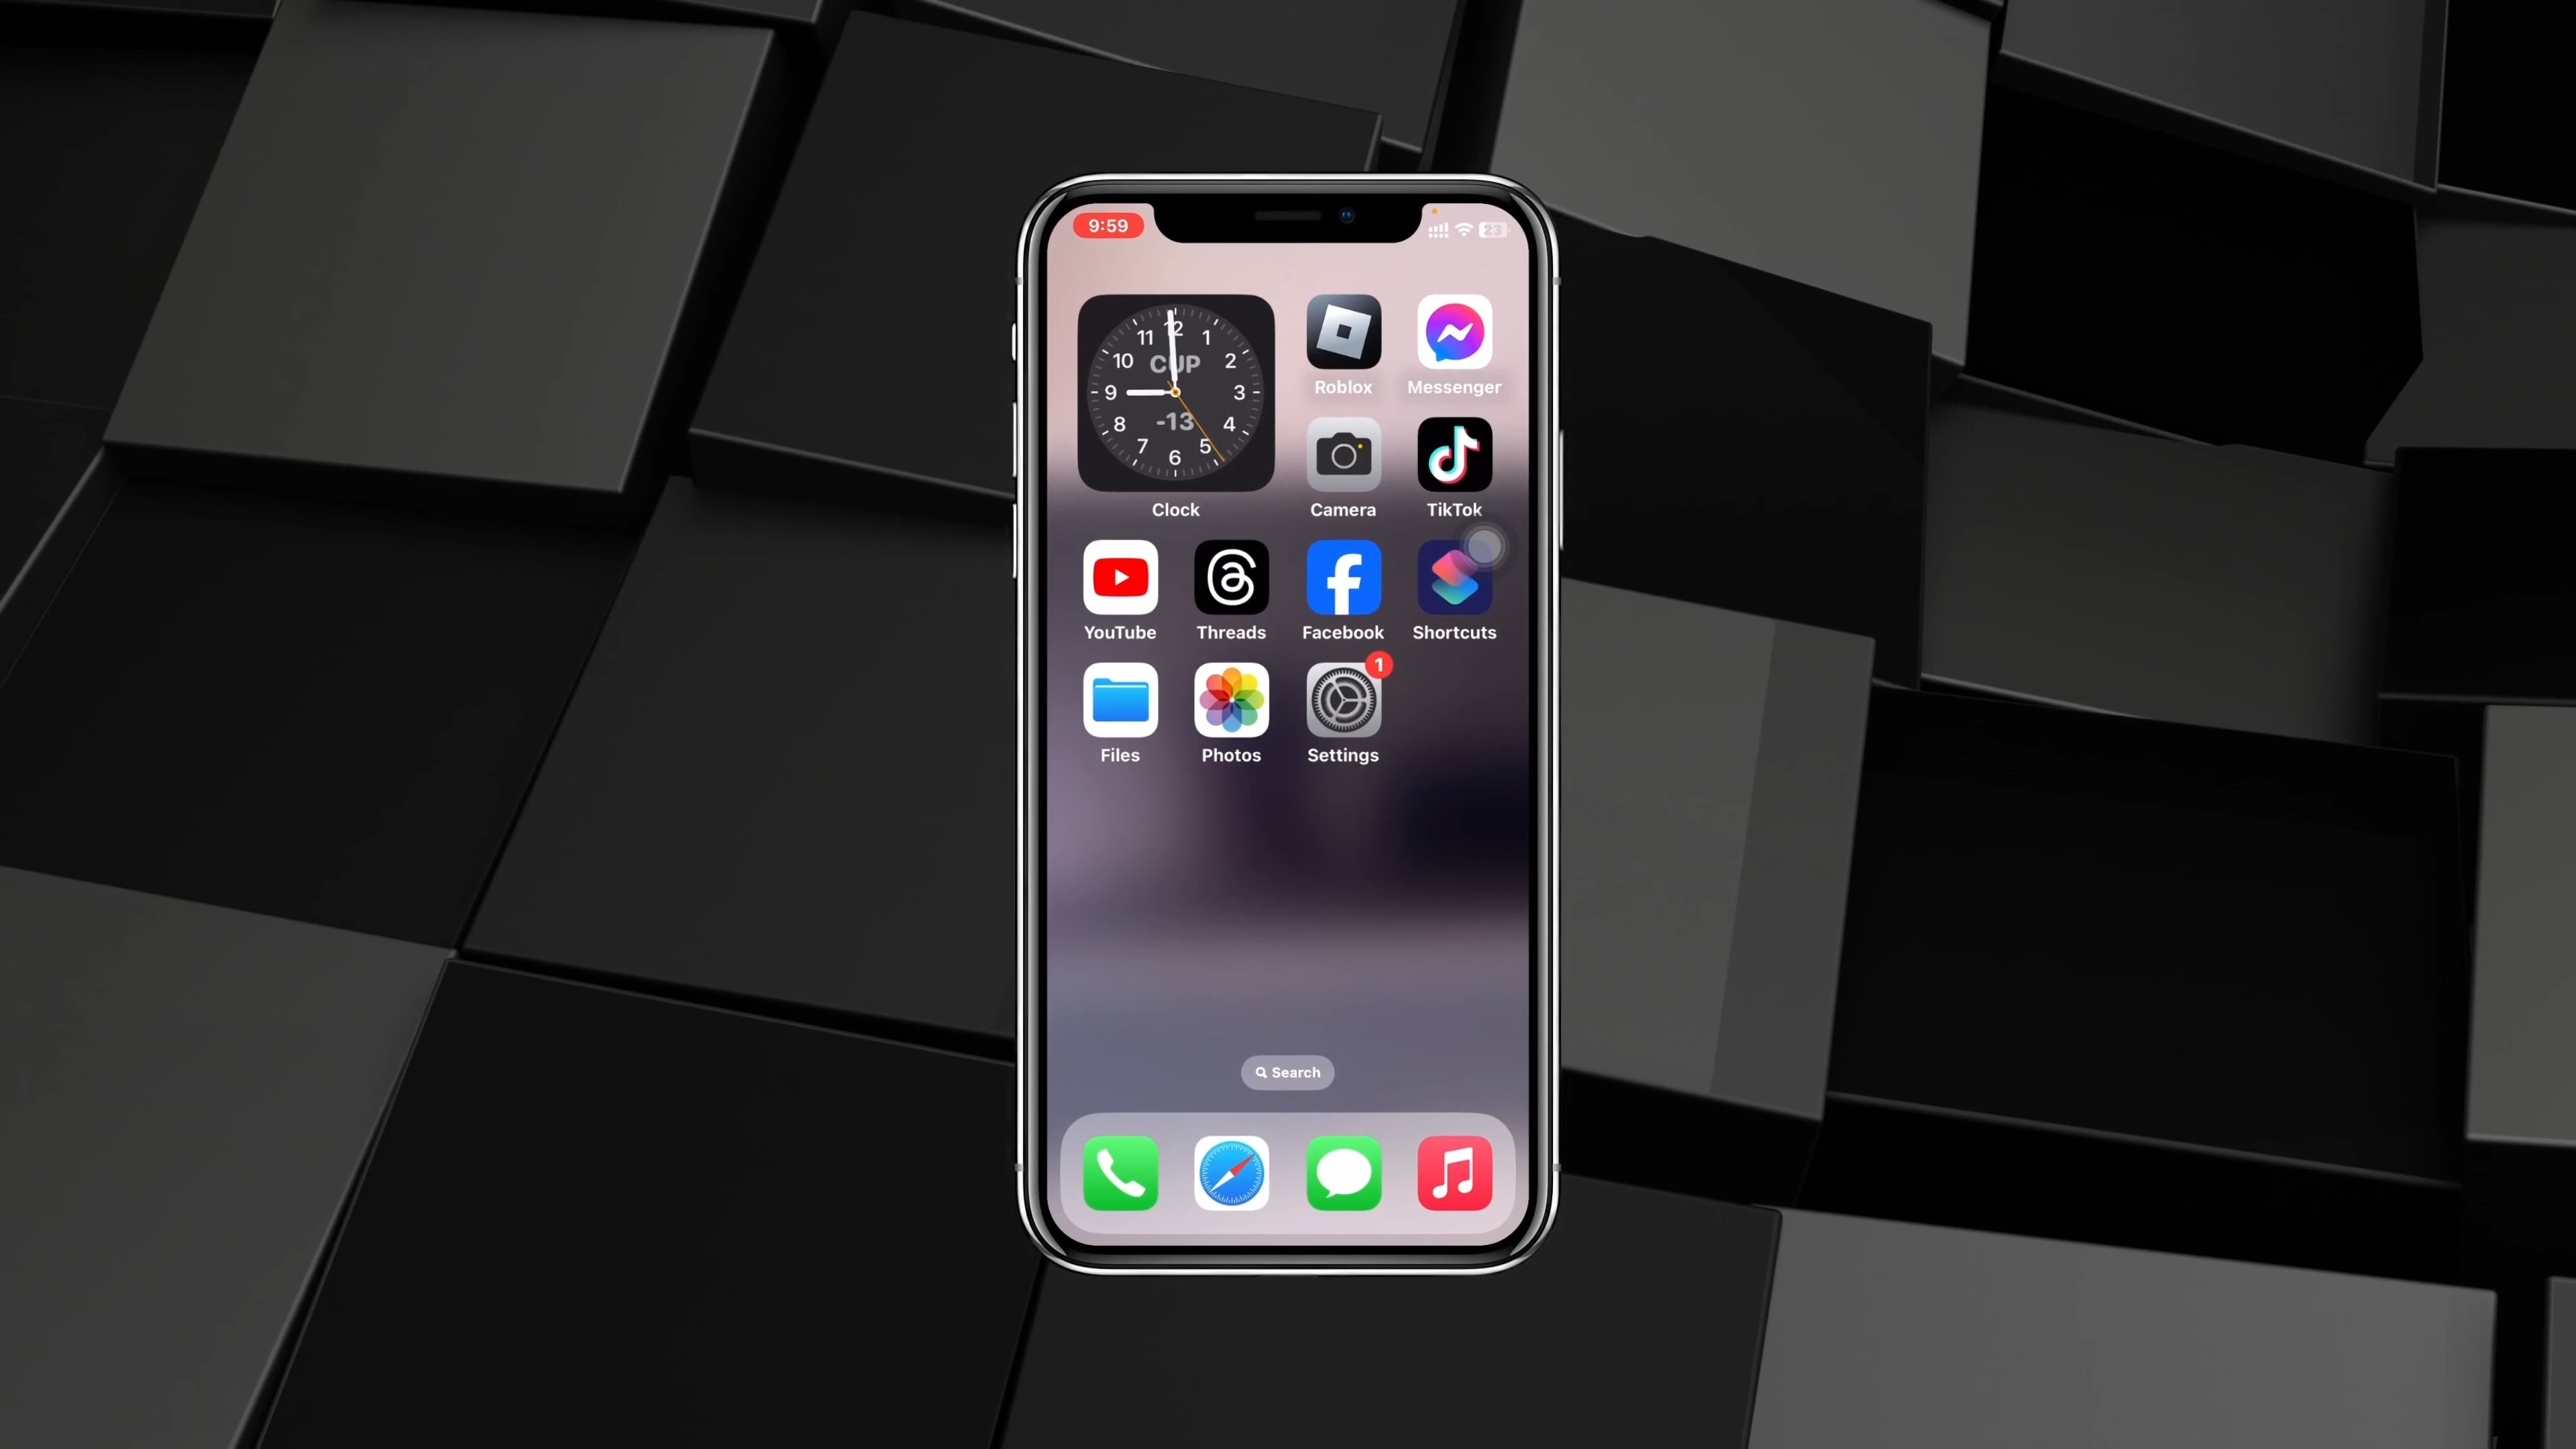 9:59
23
12
11 1
CUP
10 2
9 3
-13
8 4
7 5
6
Clock
Roblox
Messenger
Camera
TikTok
YouTube
Threads
Facebook
Shortcuts
1
Files
Photos
Settings
Search